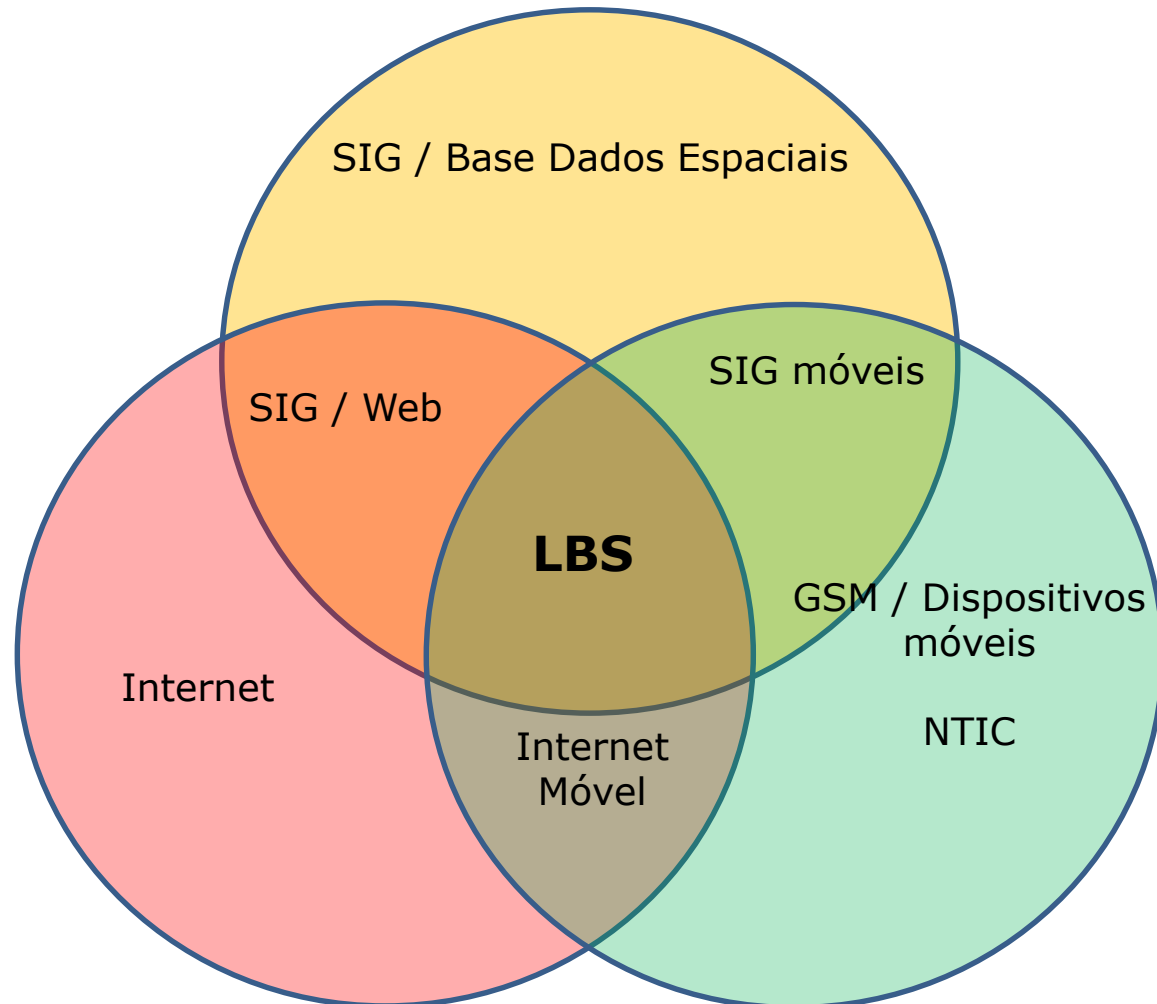 SIG / Base Dados Espaciais
SIG móveis
SIG / Web
LBS
GSM / Dispositivos
móveis
Internet
NTIC
Internet
Móvel